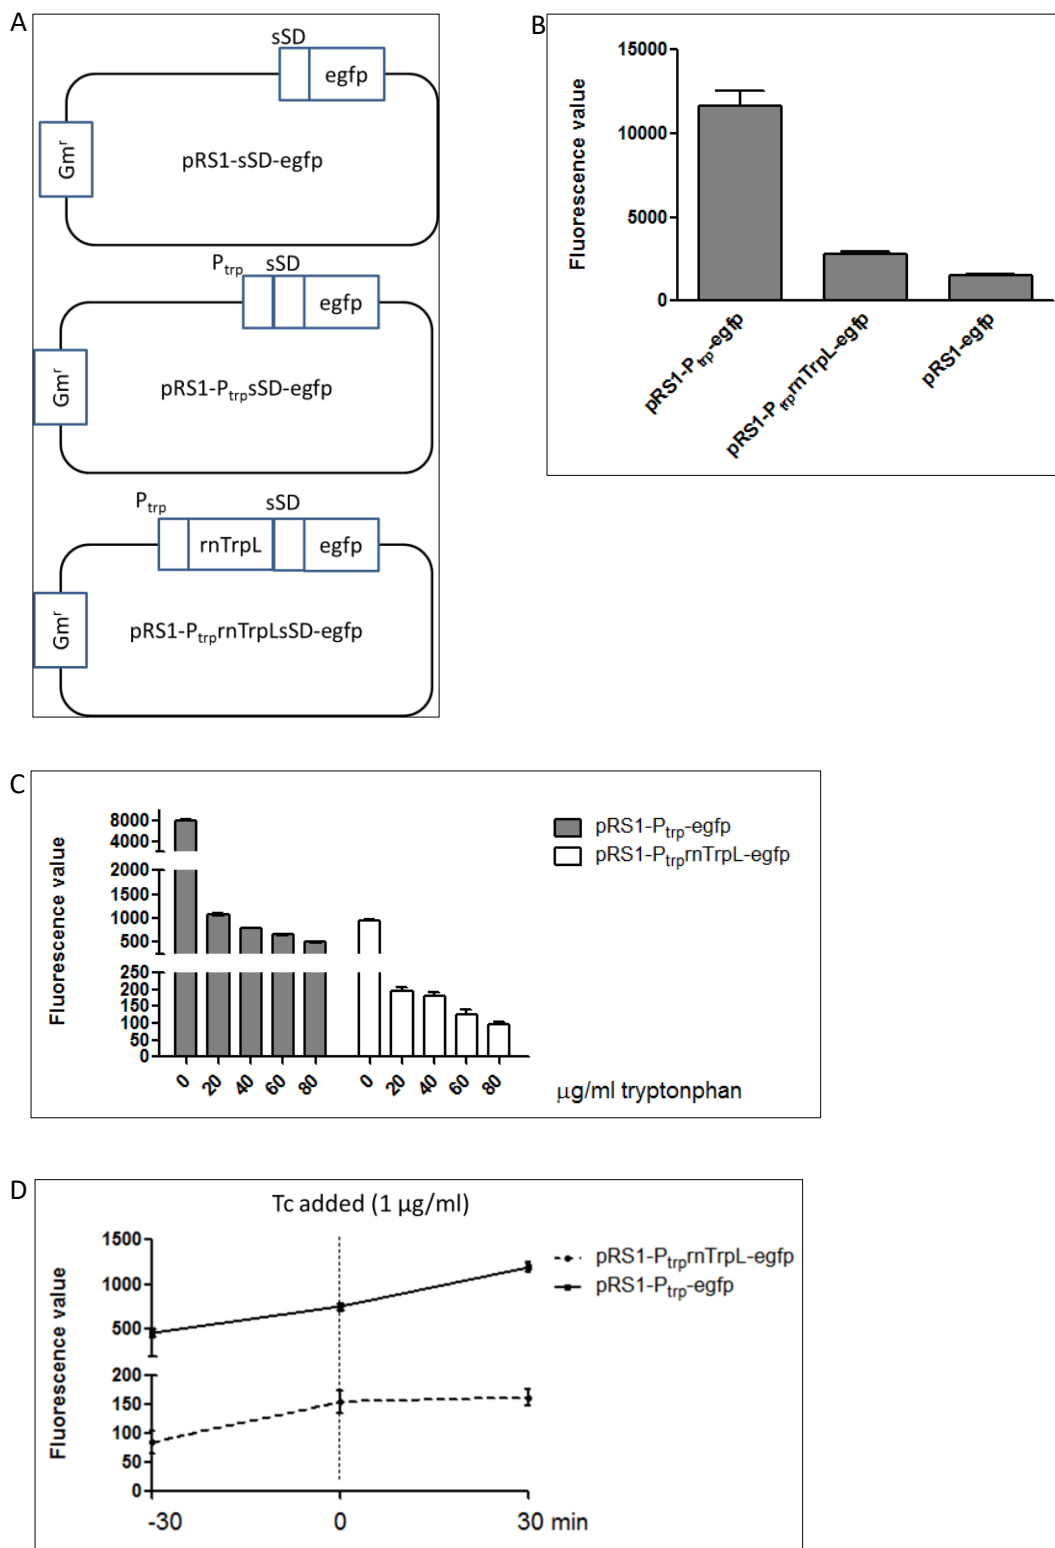 A
sSD
egfp
Gmʳ
pRS1-sSD-egfp
Ptrp sSD
egfp
Gmʳ
pRS1-PtrpsSD-egfp
Ptrp sSD
rnTrpL egfp
Gmʳ
pRS1-PtrprnTrpLsSD-egfp
B
Fluorescence value
15000
10000
5000
0
pRS1-Ptrp-egfp
pRS1-PtrprnTrpL-egfp
pRS1-egfp
C
Fluorescence value
8000
4000
2000
1500
1000
500
250
200
150
100
50
0
0 20 40 60 80 0 20 40 60 80
µg/ml tryptonphan
pRS1-Ptrp-egfp
pRS1-PtrprnTrpL-egfp
D
Tc added (1 µg/ml)
Fluorescence value
1500
1000
500
200
150
100
50
0
-30 0 30 min
pRS1-PtrprnTrpL-egfp
pRS1-Ptrp-egfp